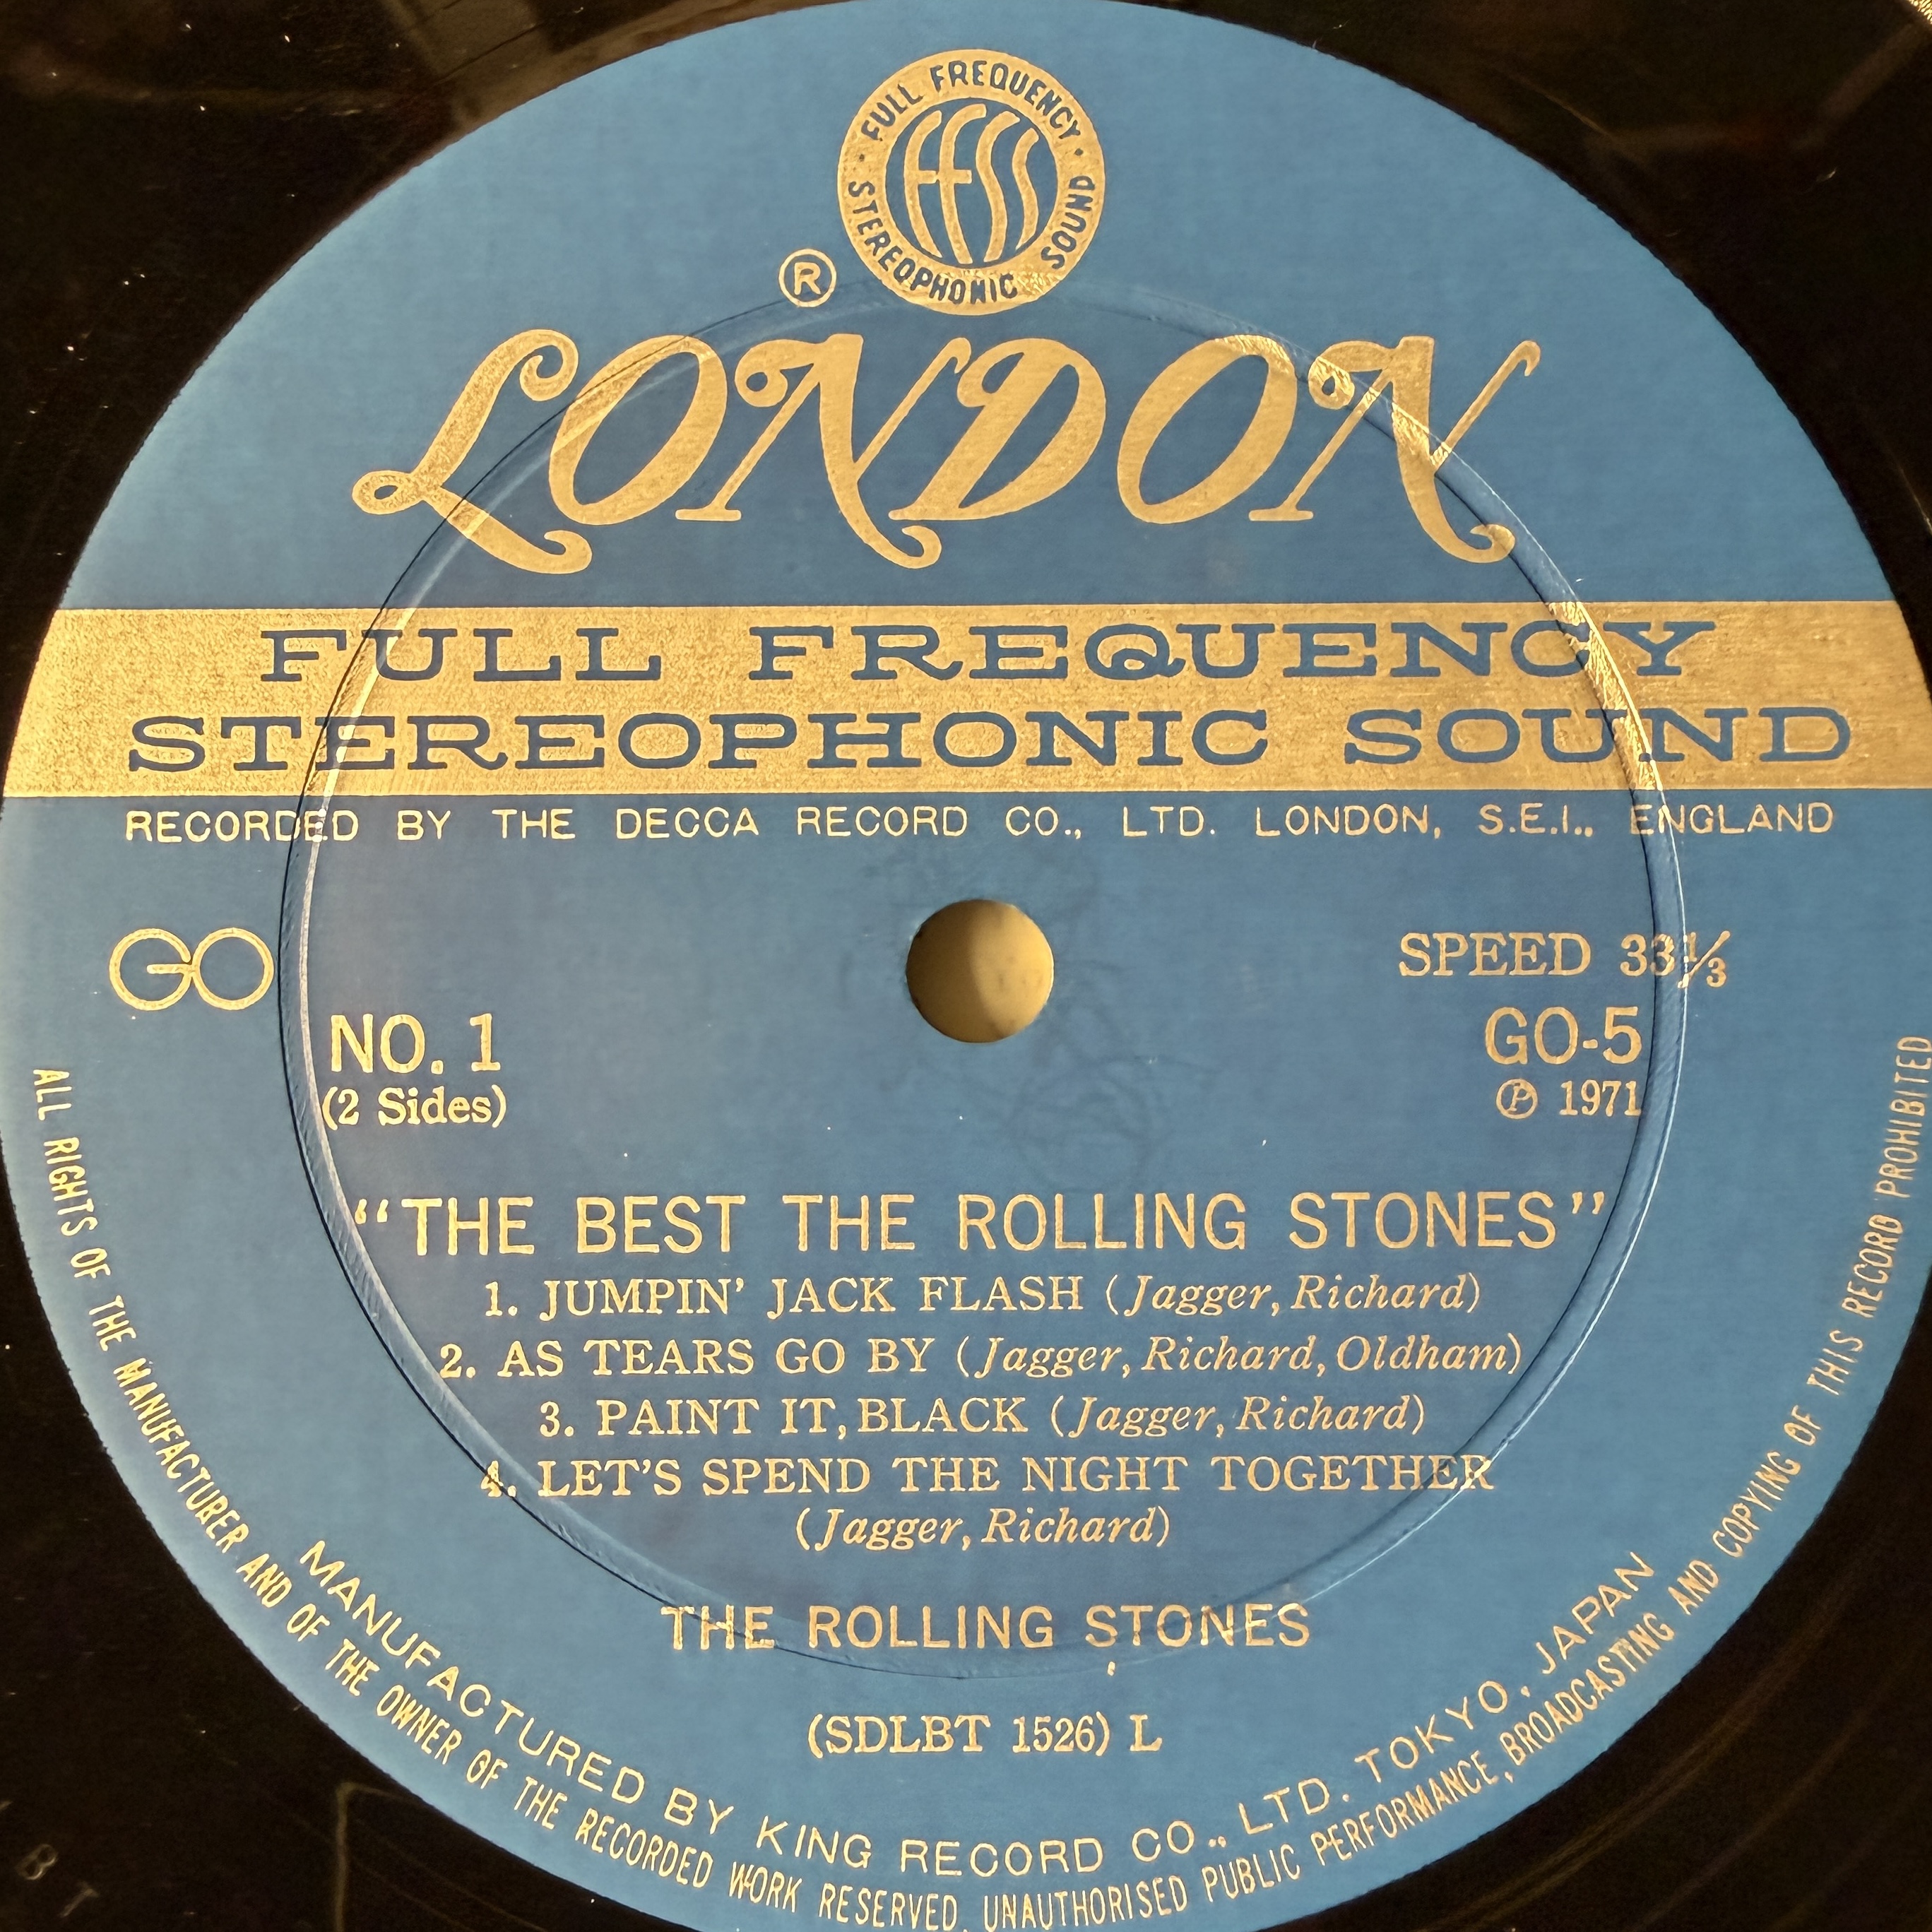 FULL FREQUENCY
ffss
STEREOPHONIC SOUND
®
LONDON
FULL FREQUENCY
STEREOPHONIC SOUND
RECORDED BY THE DECCA RECORD CO., LTD. LONDON, S.E.I., ENGLAND
GO
SPEED 33⅓
NO. 1
GO-5
(2 Sides)
℗ 1971
“THE BEST THE ROLLING STONES”
1. JUMPIN’ JACK FLASH (Jagger, Richard)
2. AS TEARS GO BY (Jagger, Richard, Oldham)
3. PAINT IT, BLACK (Jagger, Richard)
4. LET’S SPEND THE NIGHT TOGETHER
(Jagger, Richard)
THE ROLLING STONES
(SDLBT 1526) L
MANUFACTURED BY KING RECORD CO., LTD. TOKYO, JAPAN
ALL RIGHTS OF THE MANUFACTURER AND OF THE OWNER OF THE RECORDED WORK RESERVED. UNAUTHORISED PUBLIC PERFORMANCE, BROADCASTING AND COPYING OF THIS RECORD PROHIBITED
B T